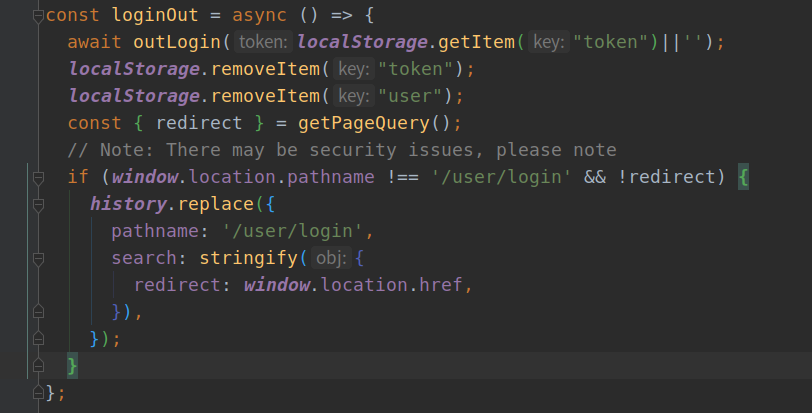 const loginOut = async () => {
await outLogin( token: localStorage.getItem( key: "token")||'');
localStorage.removeItem( key: "token");
localStorage.removeItem( key: "user");
const { redirect } = getPageQuery();
// Note: There may be security issues, please note
if (window.location.pathname !== '/user/login' && !redirect) {
history.replace({
pathname: '/user/login',
search: stringify( obj: {
redirect: window.location.href,
}),
});
}
};